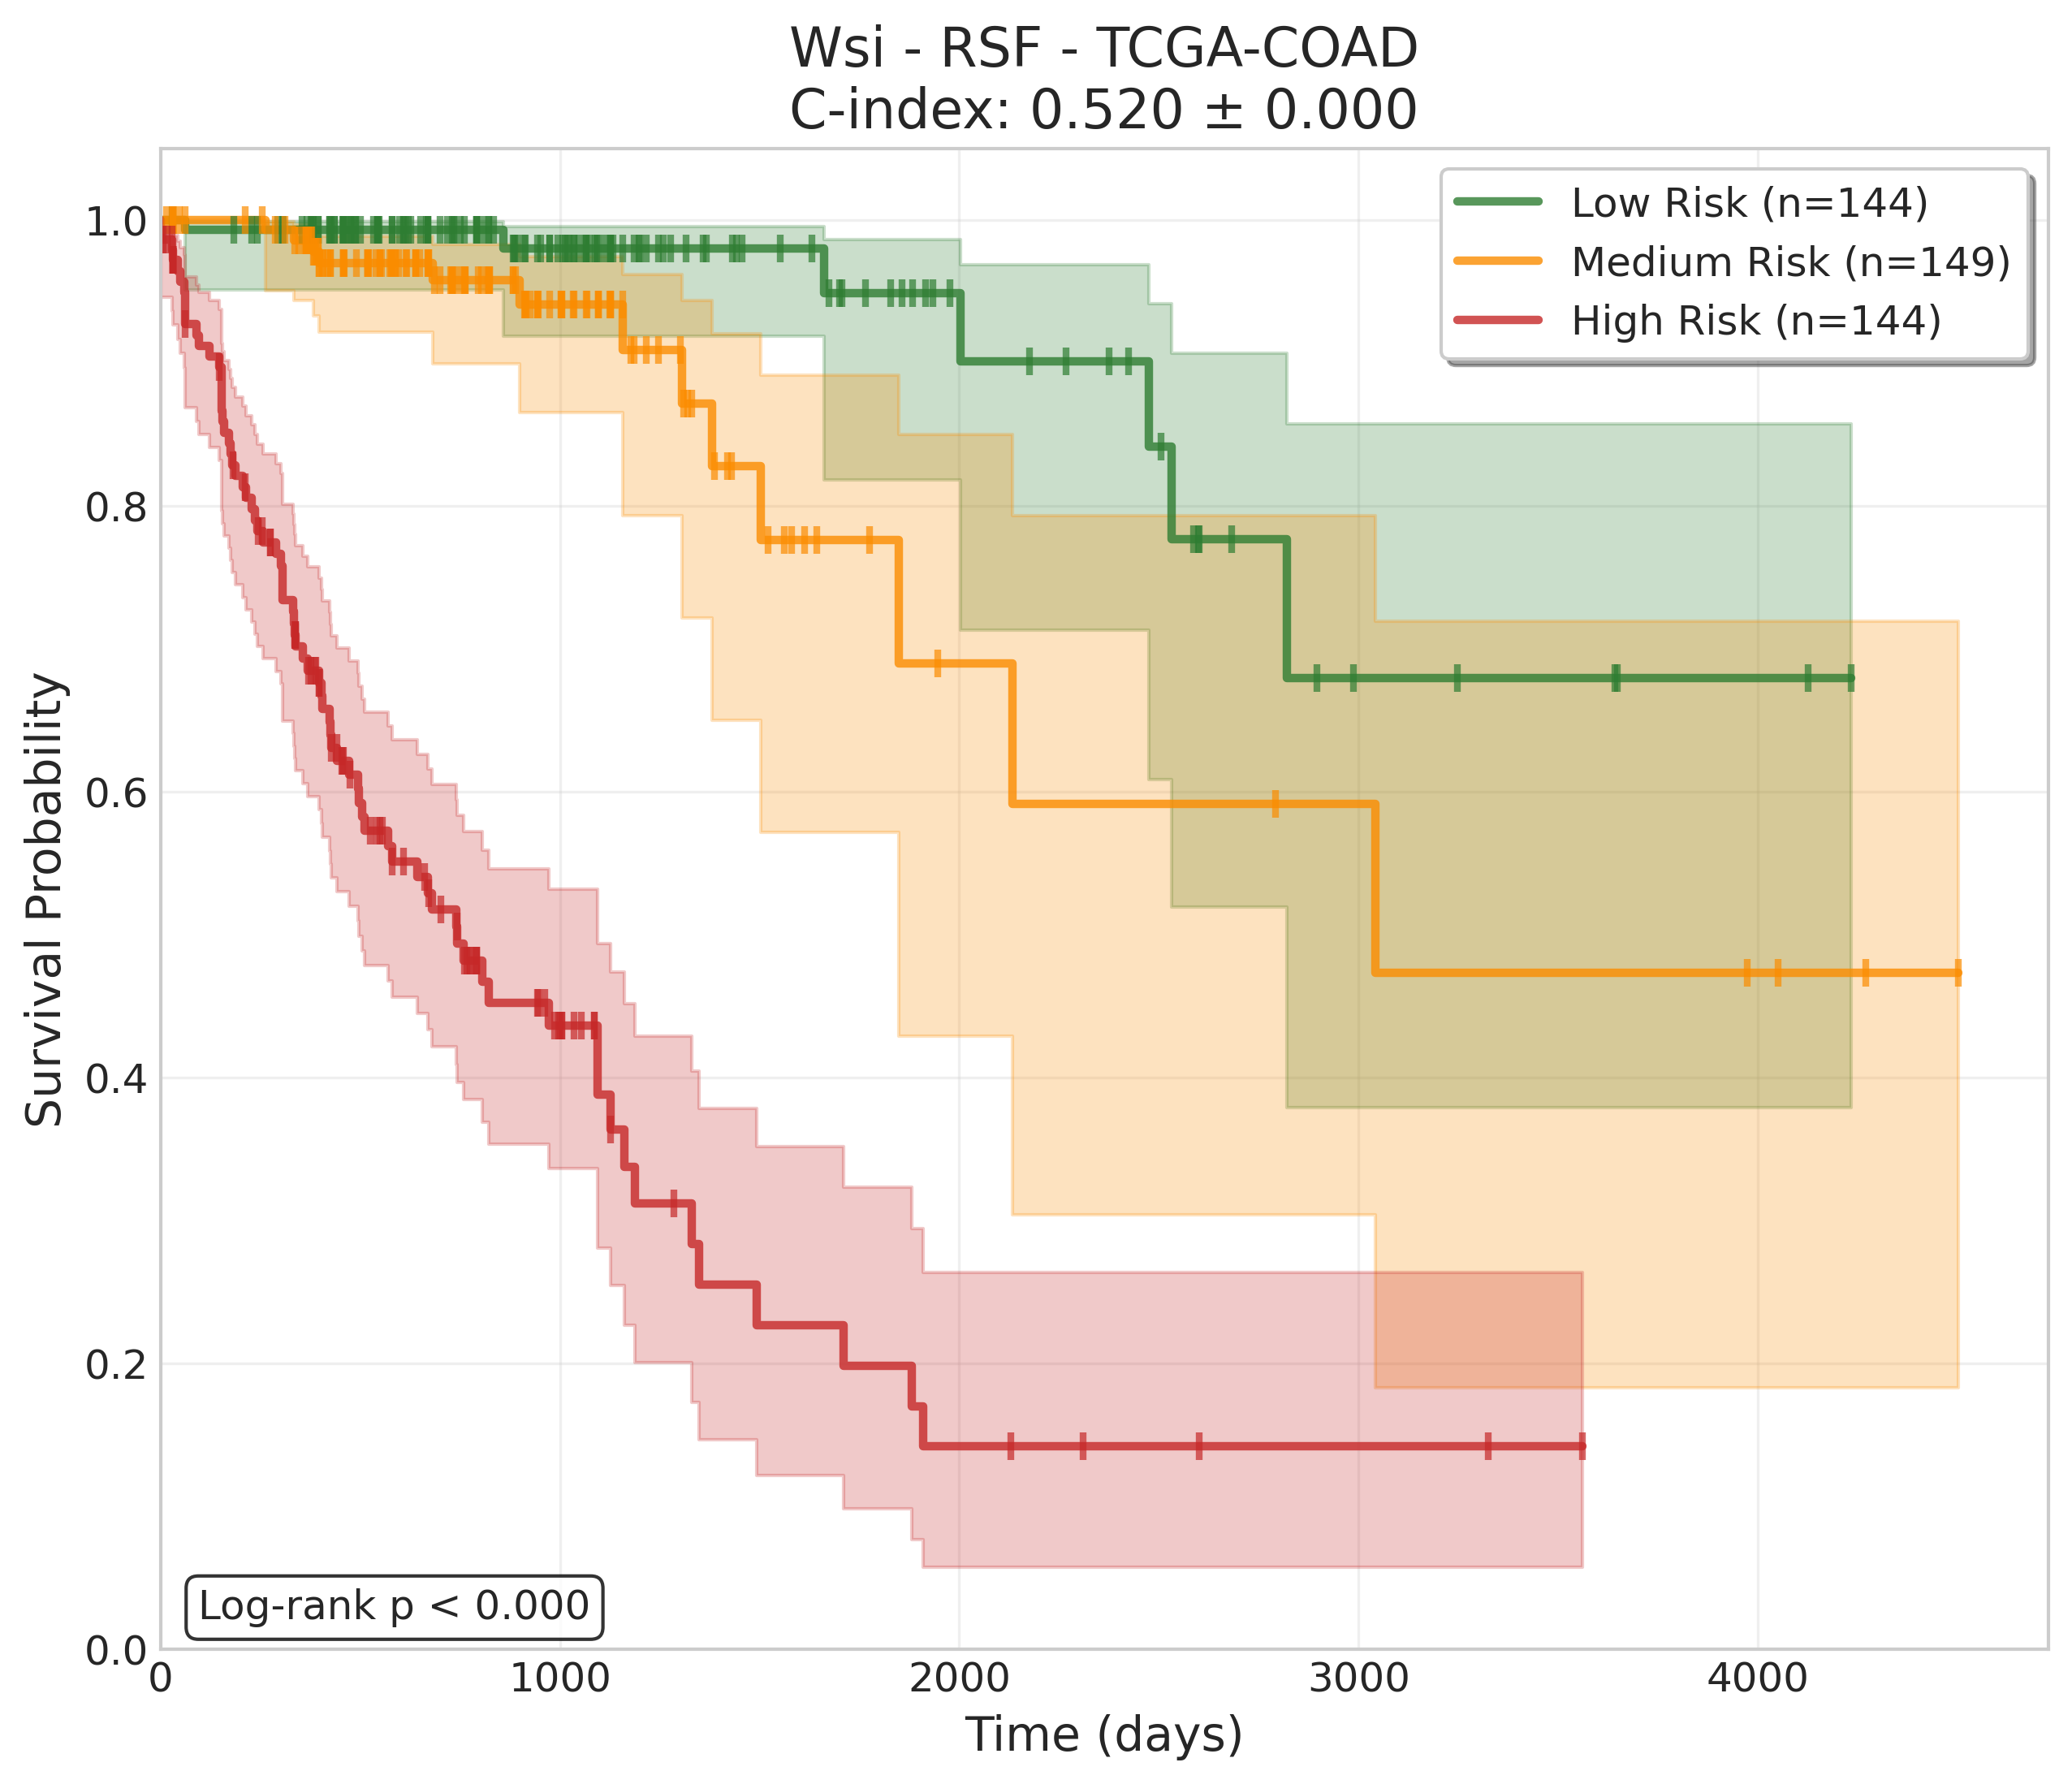 Wsi - RSF - TCGA-COAD
C-index: 0.520 ± 0.000
Low Risk (n=144)
Medium Risk (n=149)
High Risk (n=144)
Survival Probability
1.0
0.8
0.6
0.4
0.2
0.0
Log-rank p < 0.000
0 1000 2000 3000 4000
Time (days)